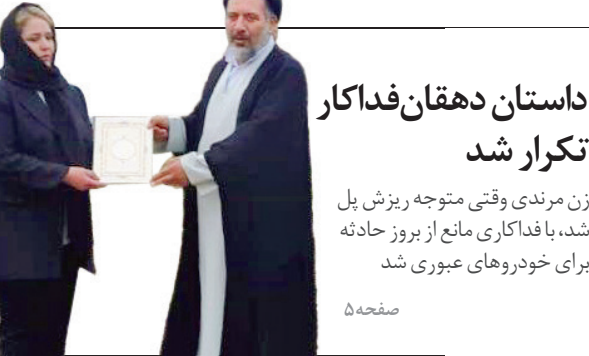 داستان دهقان‌فداکار
تکرار شد
زن مرندی وقتی متوجه ریزش پل
شد، با فداکاری مانع از بروز حادثه
برای خودروهای عبوری شد
صفحه۵